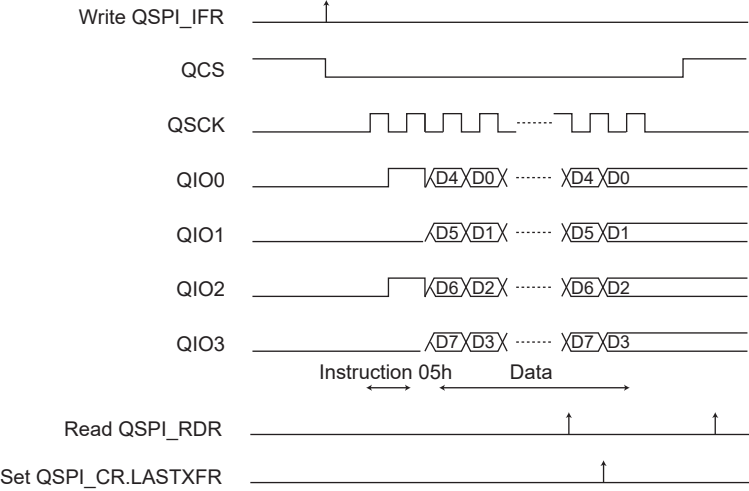 Write QSPI_IFR
QCS
QSCK
QIO0 D4 D0 D4 D0
QIO1 D5 D1 D5 D1
QIO2 D6 D2 D6 D2
QIO3 D7 D3 D7 D3
Instruction 05h Data
Read QSPI_RDR
Set QSPI_CR.LASTXFR